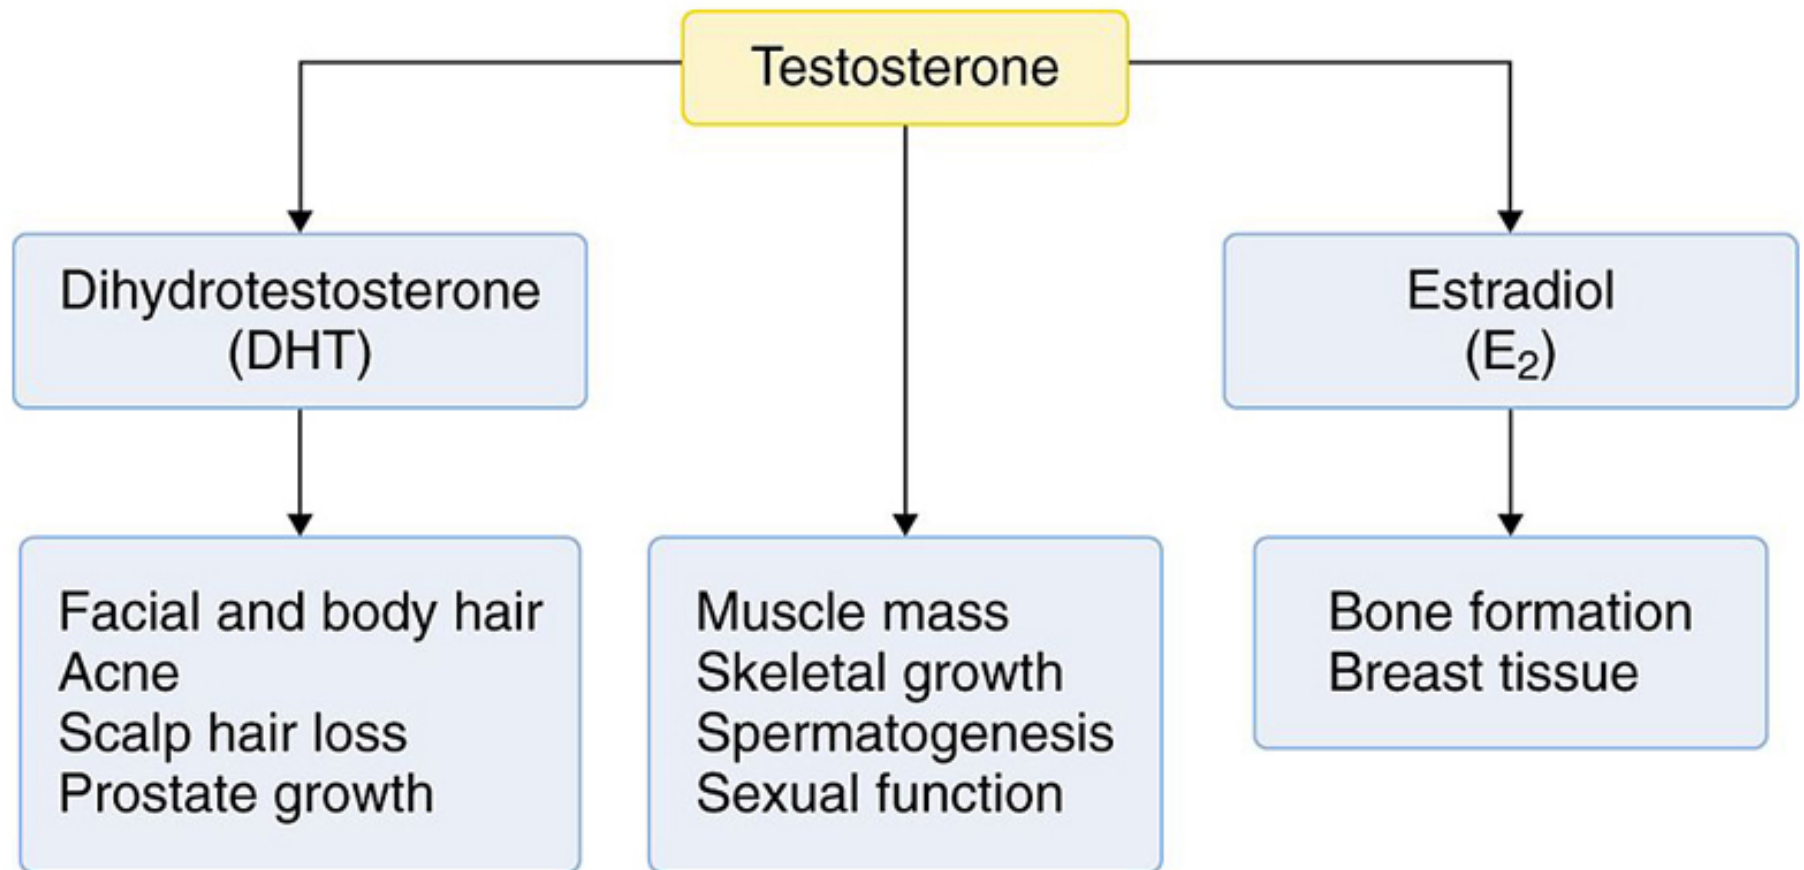 Testosterone
Dihydrotestosterone
(DHT)
Estradiol
(E₂)
Facial and body hair
Acne
Scalp hair loss
Prostate growth
Muscle mass
Skeletal growth
Spermatogenesis
Sexual function
Bone formation
Breast tissue